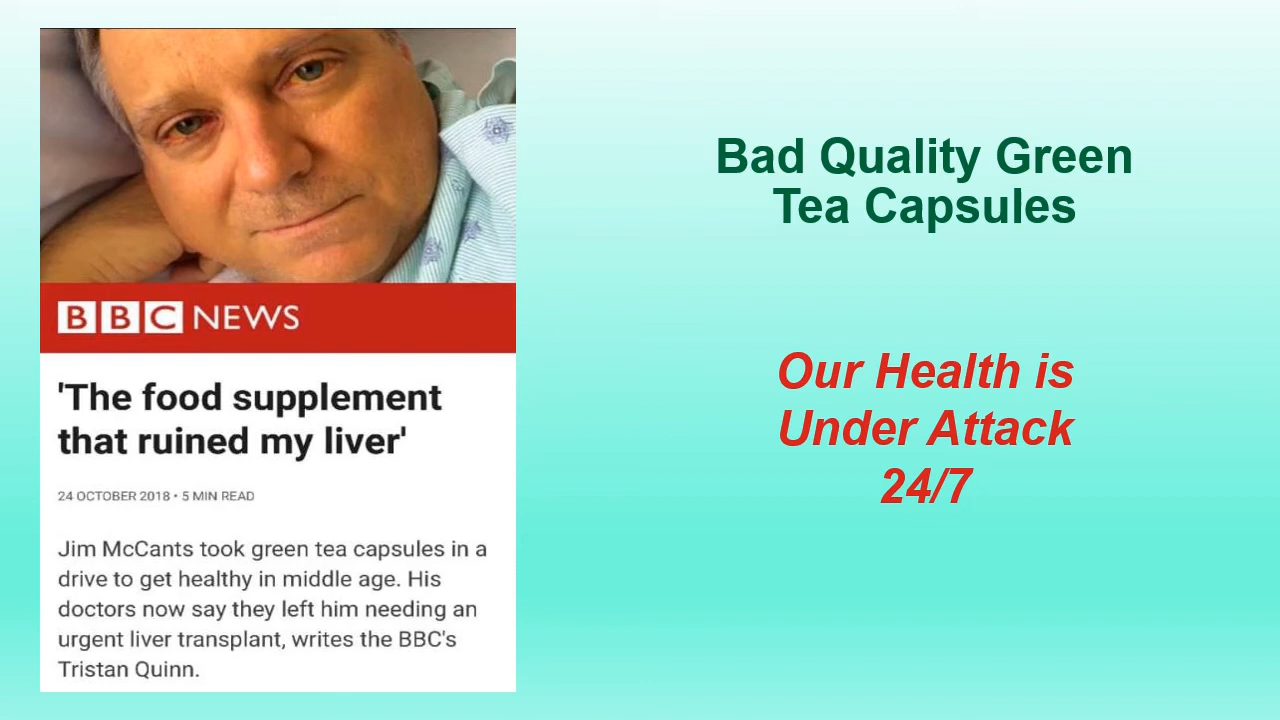 BBC NEWS
'The food supplement
that ruined my liver'
24 OCTOBER 2018 • 5 MIN READ
Jim McCants took green tea capsules in a
drive to get healthy in middle age. His
doctors now say they left him needing an
urgent liver transplant, writes the BBC's
Tristan Quinn.
Bad Quality Green
Tea Capsules
Our Health is
Under Attack
24/7